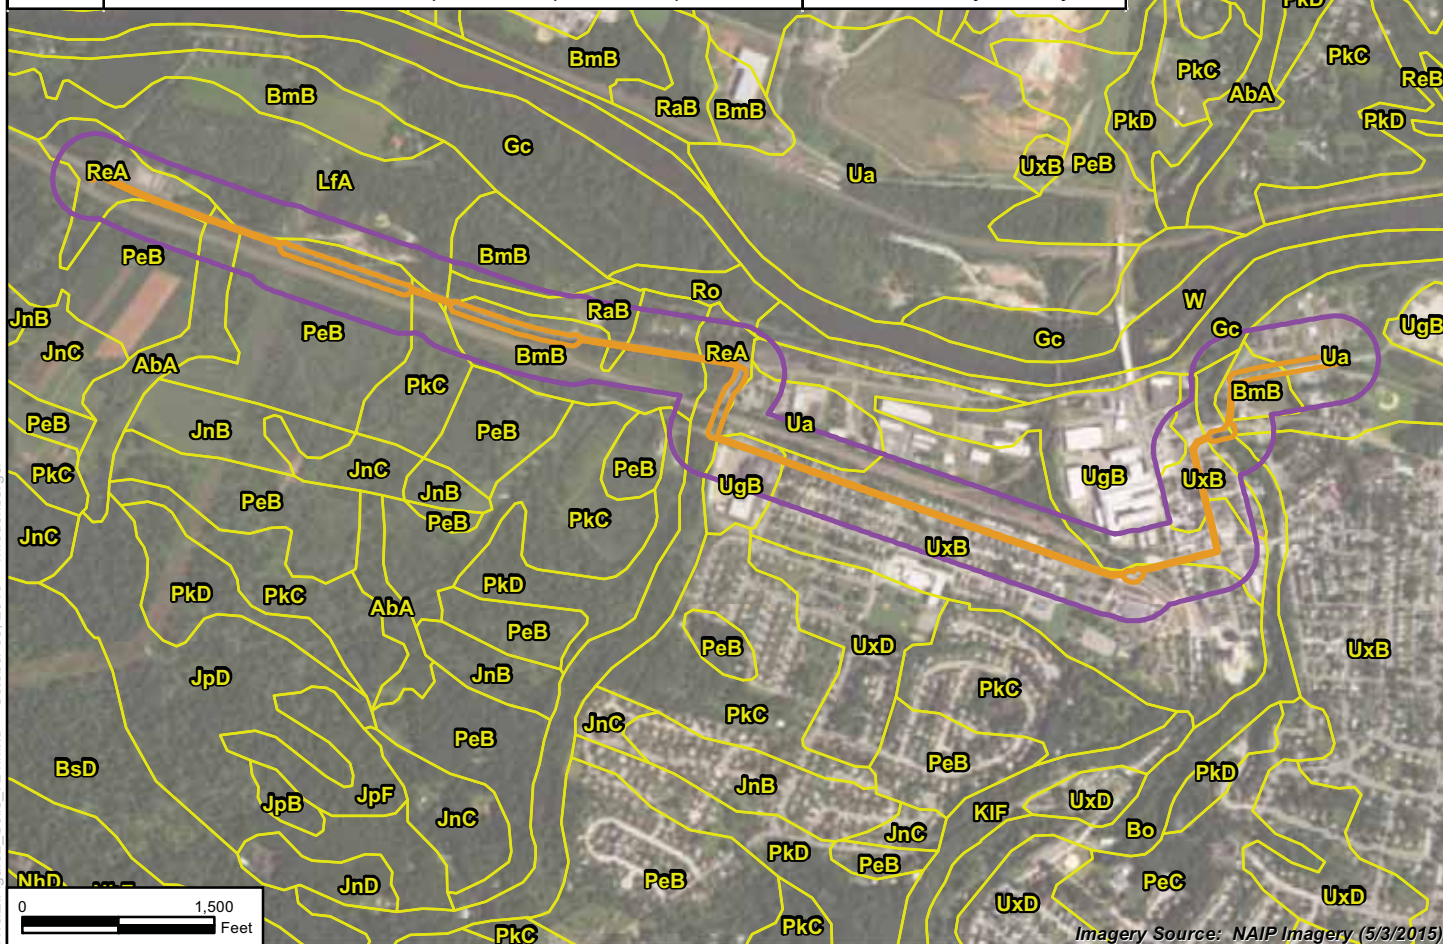 PkD
BmB
PkC
PkC
ReB
BmB
RaB
BmB
AbA
PkD
PkD
Gc
UxB
PeB
ReA
LfA
Ua
PeB
BmB
Ro
W
RaB
JnB
PeB
Gc
Gc
UgB
JnC
AbA
BmB
ReA
Ua
PkC
BmB
PeB
JnB
PeB
Ua
PkC
JnC
PeB
UgB
UxB
JnB
UgB
PeB
PeB
PkC
JnC
UxB
PkD
PkC
AbA
PkD
PeB
PeB
UxD
UxB
JpD
JnB
PkC
JnC
PkC
PeB
BsD
PeB
PkD
JnB
JpB
JpF
UxD
KlF
JnC
JnC
Bo
PkD
PeB
NhD
JnD
PeB
PeC
UxD
UxD
PkC
PkC
0 1,500
Feet
Imagery Source: NAIP Imagery (5/3/2015)